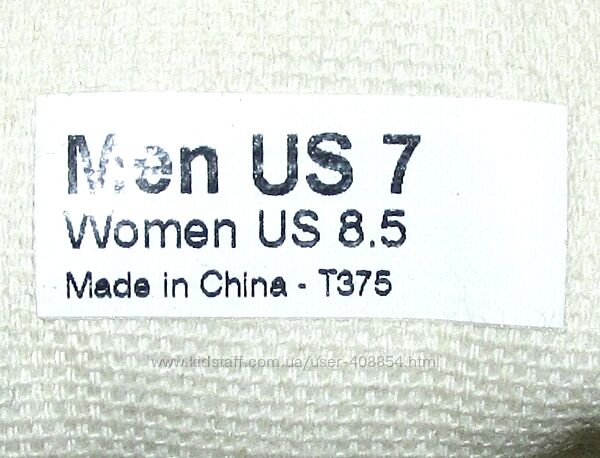 Men US 7
Women US 8.5
Made in China - T375
www.kidstaff.com.ua/user-408854.html